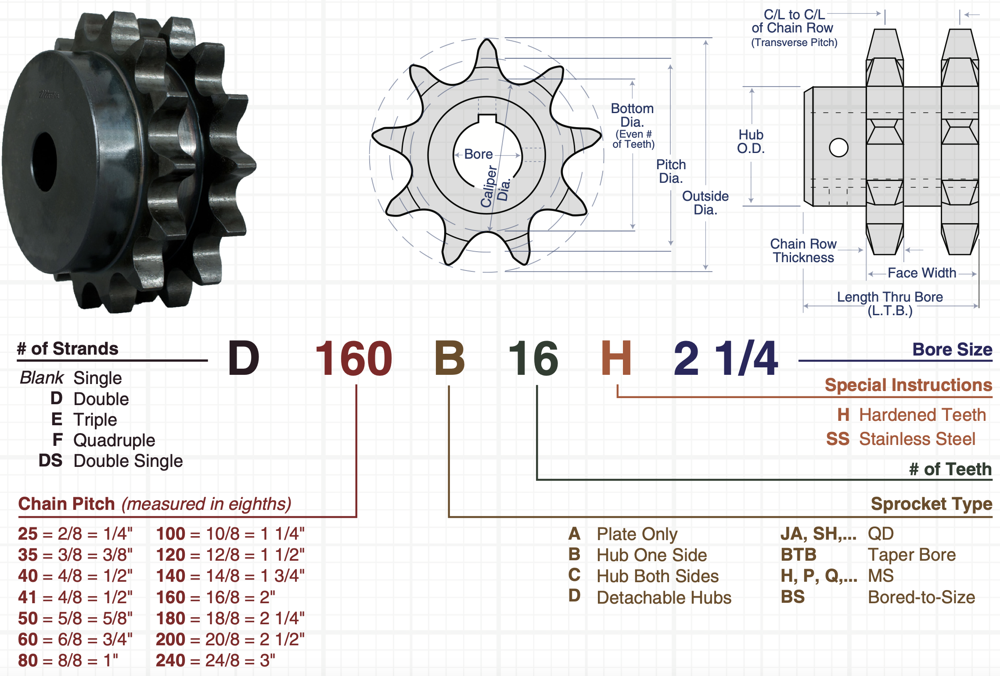 C/L to C/L
of Chain Row
(Transverse Pitch)
Bottom
Dia.
(Even #
of Teeth)
Hub
O.D.
Bore
Caliper
Dia.
Pitch
Dia.
Outside
Dia.
Chain Row
Thickness
Face Width
Length Thru Bore
(L.T.B.)
D 160 B 16 H 2 1/4
# of Strands
Blank Single
D Double
E Triple
F Quadruple
DS Double Single
Bore Size
Special Instructions
H Hardened Teeth
SS Stainless Steel
# of Teeth
Chain Pitch (measured in eighths)
25 = 2/8 = 1/4"
35 = 3/8 = 3/8"
40 = 4/8 = 1/2"
41 = 4/8 = 1/2"
50 = 5/8 = 5/8"
60 = 6/8 = 3/4"
80 = 8/8 = 1"
100 = 10/8 = 1 1/4"
120 = 12/8 = 1 1/2"
140 = 14/8 = 1 3/4"
160 = 16/8 = 2"
180 = 18/8 = 2 1/4"
200 = 20/8 = 2 1/2"
240 = 24/8 = 3"
Sprocket Type
A Plate Only
B Hub One Side
C Hub Both Sides
D Detachable Hubs
JA, SH,... QD
BTB Taper Bore
H, P, Q,... MS
BS Bored-to-Size